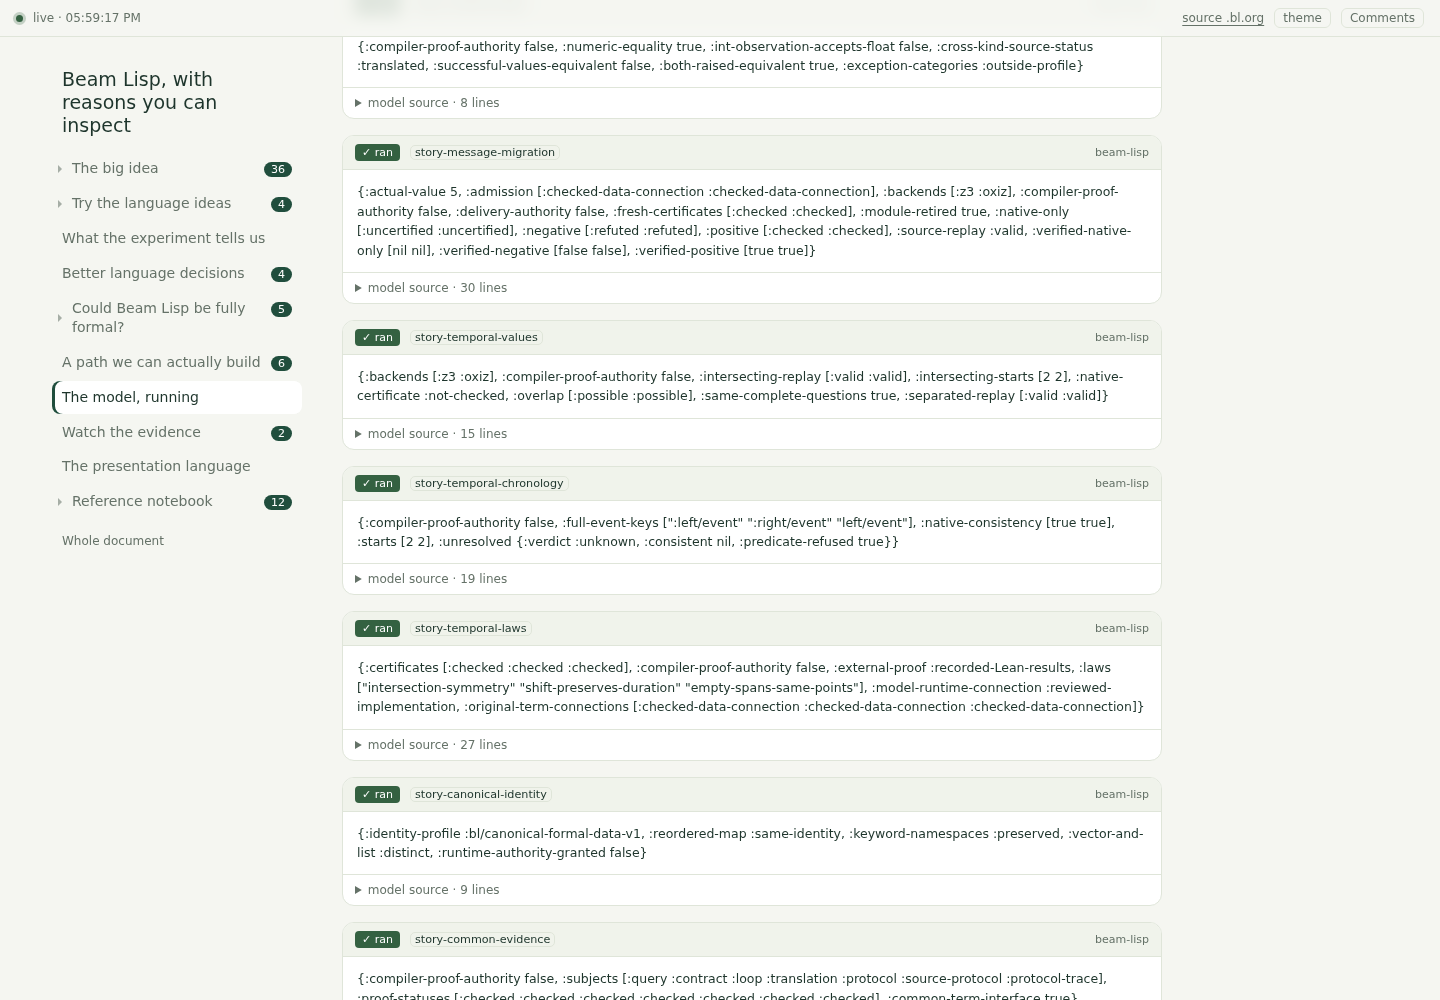 live · 05:59:17 PM
source .bl.org
theme
Comments
Beam Lisp, with
reasons you can
inspect
The big idea
36
Try the language ideas
4
What the experiment tells us
Better language decisions
4
Could Beam Lisp be fully
formal?
5
A path we can actually build
6
The model, running
Watch the evidence
2
The presentation language
Reference notebook
12
Whole document
{:compiler-proof-authority false, :numeric-equality true, :int-observation-accepts-float false, :cross-kind-source-status
:translated, :successful-values-equivalent false, :both-raised-equivalent true, :exception-categories :outside-profile}
model source · 8 lines
✓ ran
story-message-migration
beam-lisp
{:actual-value 5, :admission [:checked-data-connection :checked-data-connection], :backends [:z3 :oxiz], :compiler-proof-
authority false, :delivery-authority false, :fresh-certificates [:checked :checked], :module-retired true, :native-only
[:uncertified :uncertified], :negative [:refuted :refuted], :positive [:checked :checked], :source-replay :valid, :verified-native-
only [nil nil], :verified-negative [false false], :verified-positive [true true]}
model source · 30 lines
✓ ran
story-temporal-values
beam-lisp
{:backends [:z3 :oxiz], :compiler-proof-authority false, :intersecting-replay [:valid :valid], :intersecting-starts [2 2], :native-
certificate :not-checked, :overlap [:possible :possible], :same-complete-questions true, :separated-replay [:valid :valid]}
model source · 15 lines
✓ ran
story-temporal-chronology
beam-lisp
{:compiler-proof-authority false, :full-event-keys [":left/event" ":right/event" "left/event"], :native-consistency [true true],
:starts [2 2], :unresolved {:verdict :unknown, :consistent nil, :predicate-refused true}}
model source · 19 lines
✓ ran
story-temporal-laws
beam-lisp
{:certificates [:checked :checked :checked], :compiler-proof-authority false, :external-proof :recorded-Lean-results, :laws
["intersection-symmetry" "shift-preserves-duration" "empty-spans-same-points"], :model-runtime-connection :reviewed-
implementation, :original-term-connections [:checked-data-connection :checked-data-connection :checked-data-connection]}
model source · 27 lines
✓ ran
story-canonical-identity
beam-lisp
{:identity-profile :bl/canonical-formal-data-v1, :reordered-map :same-identity, :keyword-namespaces :preserved, :vector-and-
list :distinct, :runtime-authority-granted false}
model source · 9 lines
✓ ran
story-common-evidence
beam-lisp
{:compiler-proof-authority false, :subjects [:query :contract :loop :translation :protocol :source-protocol :protocol-trace],
:proof-statuses [:checked :checked :checked :checked :checked :checked :checked], :common-term-interface true}